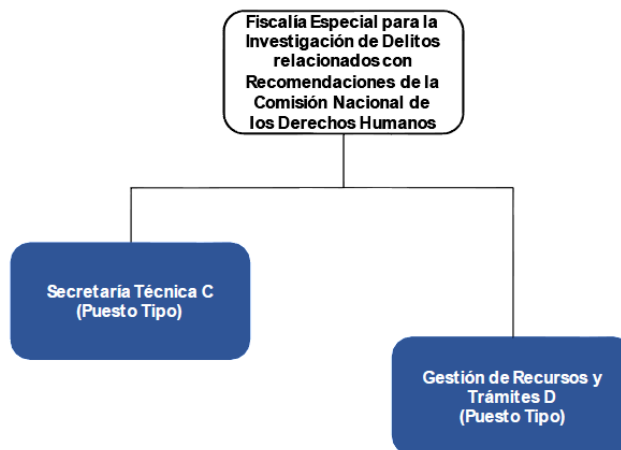 Fiscalía Especial para la
Investigación de Delitos
relacionados con
Recomendaciones de la
Comisión Nacional de
los Derechos Humanos
Secretaría Técnica C
(Puesto Tipo)
Gestión de Recursos y
Trámites D
(Puesto Tipo)